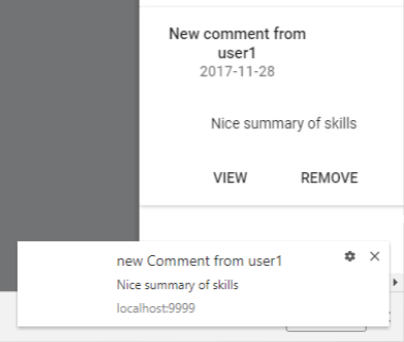 New comment from
user1
2017-11-28
Nice summary of skills
VIEW REMOVE
new Comment from user1
Nice summary of skills
localhost:9999